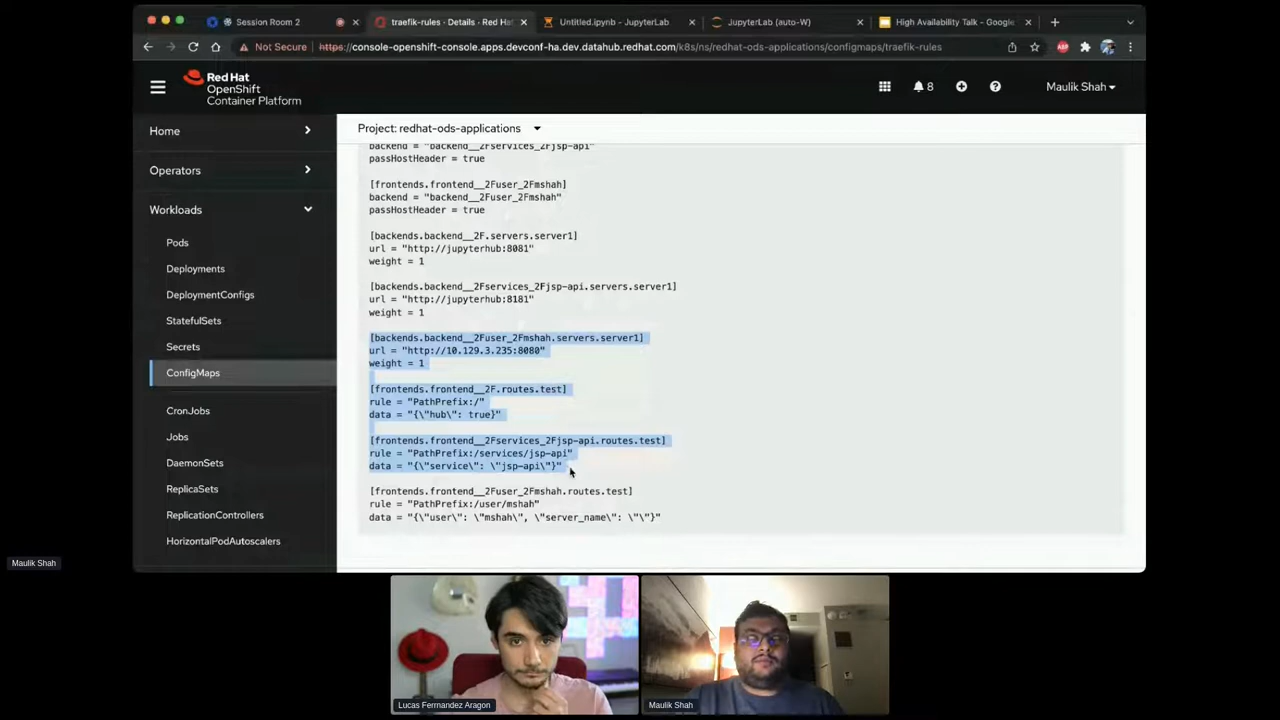 Session Room 2
traefik-rules · Details · Red Hat
Untitled.ipynb - JupyterLab
JupyterLab (auto-W)
High Availability Talk - Google
Not Secure
https://console-openshift-console.apps.devconf-ha.dev.datahub.redhat.com/k8s/ns/redhat-ods-applications/configmaps/traefik-rules
Red Hat
OpenShift
Container Platform
8
Maulik Shah
Home
Operators
Workloads
Pods
Deployments
DeploymentConfigs
StatefulSets
Secrets
ConfigMaps
CronJobs
Jobs
DaemonSets
ReplicaSets
ReplicationControllers
HorizontalPodAutoscalers
Project: redhat-ods-applications
backend = "backend__2Fservices_2Fjsp-api"
passHostHeader = true
[frontends.frontend__2Fuser_2Fmshah]
backend = "backend__2Fuser_2Fmshah"
passHostHeader = true
[backends.backend__2F.servers.server1]
url = "http://jupyterhub:8081"
weight = 1
[backends.backend__2Fservices_2Fjsp-api.servers.server1]
url = "http://jupyterhub:8181"
weight = 1
[backends.backend__2Fuser_2Fmshah.servers.server1]
url = "http://10.129.3.235:8080"
weight = 1
[frontends.frontend__2F.routes.test]
rule = "PathPrefix:/"
data = "{\"hub\": true}"
[frontends.frontend__2Fservices_2Fjsp-api.routes.test]
rule = "PathPrefix:/services/jsp-api"
data = "{\"service\": \"jsp-api\"}"
[frontends.frontend__2Fuser_2Fmshah.routes.test]
rule = "PathPrefix:/user/mshah"
data = "{\"user\": \"mshah\", \"server_name\": \"\"}"
Maulik Shah
Lucas Fernandez Aragon
Maulik Shah